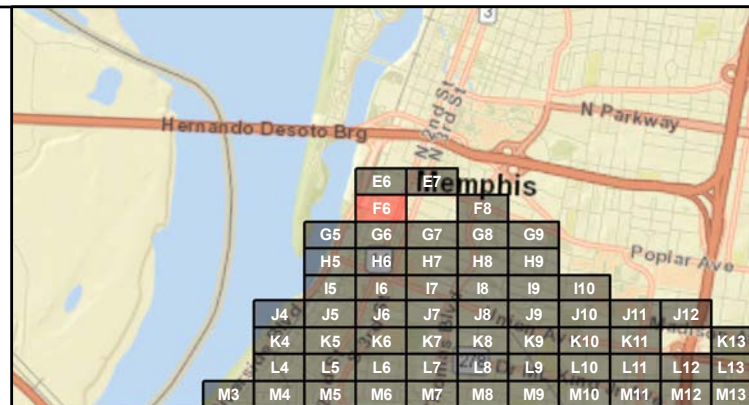 3
N 2nd St
N 3rd St
N Parkway
Hernando Desoto Brg
E6 E7 Memphis
F6 F8
G5 G6 G7 G8 G9
Poplar Ave
H5 H6 H7 H8 H9
I5 I6 I7 I8 I9 I10
J4 J5 J6 J7 J8 J9 J10 J11 J12
Union Av
K4 K5 K6 K7 K8 K9 K10 K11 K13
L4 L5 L6 L7 L8 L9 L10 L11 L12 L13
M3 M4 M5 M6 M7 M8 M9 M10 M11 M12 M13